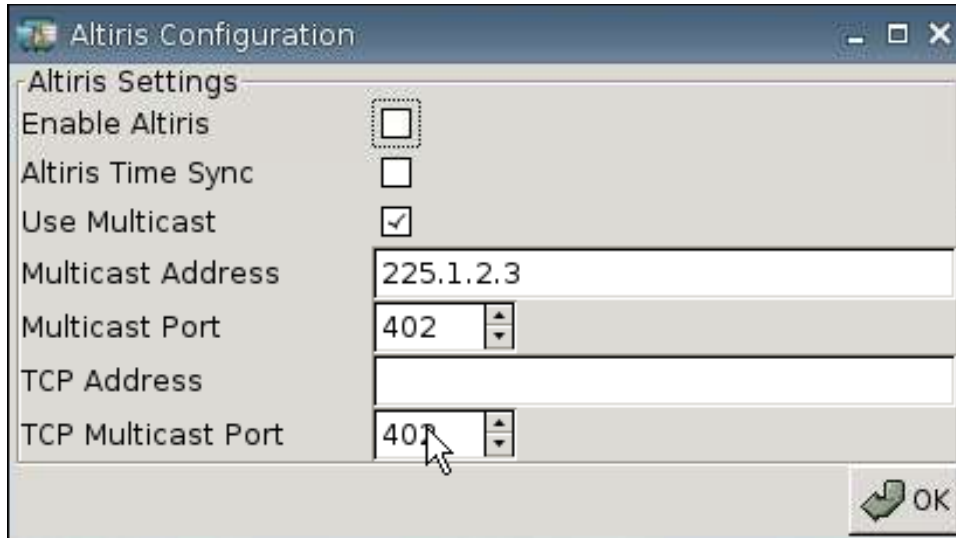 Altiris Configuration
Altiris Settings
Enable Altiris
Altiris Time Sync
Use Multicast
Multicast Address 225.1.2.3
Multicast Port 402
TCP Address
TCP Multicast Port 402
OK